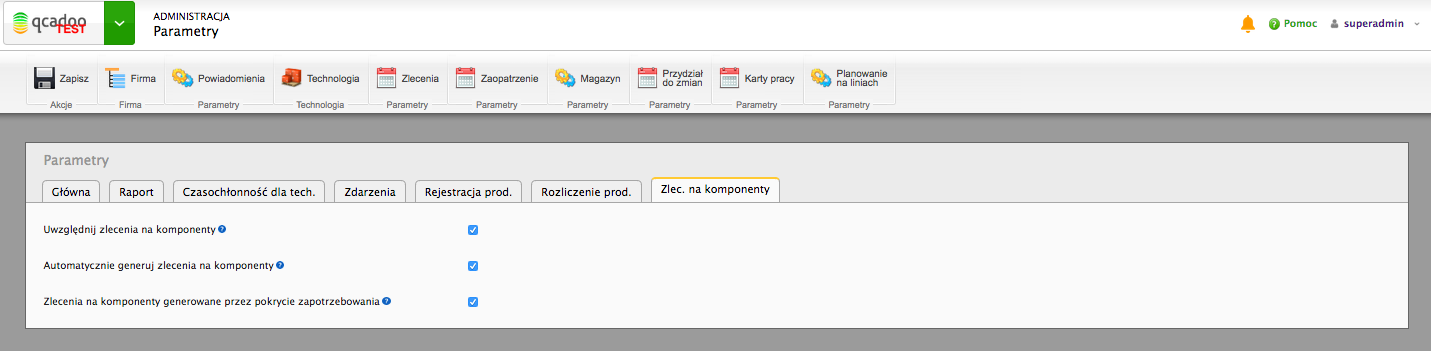 qcadoo
TEST
ADMINISTRACJA
Parametry
Pomoc
superadmin
Zapisz
Akcje
Firma
Firma
Powiadomienia
Parametry
Technologia
Technologia
Zlecenia
Parametry
Zaopatrzenie
Parametry
Magazyn
Parametry
Przydział
do zmian
Parametry
Karty pracy
Parametry
Planowanie
na liniach
Parametry
Parametry
Główna
Raport
Czasochłonność dla tech.
Zdarzenia
Rejestracja prod.
Rozliczenie prod.
Zlec. na komponenty
Uwzględnij zlecenia na komponenty
Automatycznie generuj zlecenia na komponenty
Zlecenia na komponenty generowane przez pokrycie zapotrzebowania